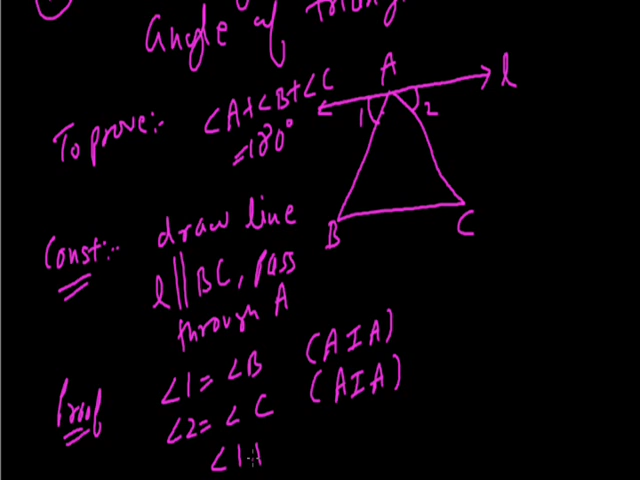 Angle of triang
To prove:- ∠A+∠B+∠C
=180°
Const:- draw line
l || BC, pass
through A
Proof ∠1 = ∠B (AIA)
∠2 = ∠C (AIA)
∠1+
A
l
1
2
B
C